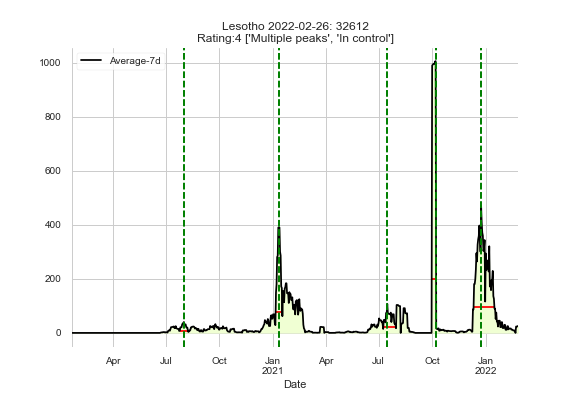 Lesotho 2022-02-26: 32612
Rating:4 ['Multiple peaks', 'In control']
Average-7d
1000
800
600
400
200
0
Apr Jul Oct Jan Apr Jul Oct Jan
2021 2022
Date